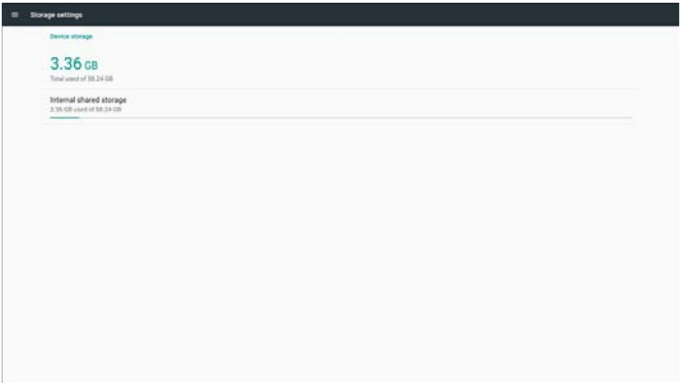 Storage settings
Device storage
3.36 GB
Total used of 58.24 GB
Internal shared storage
3.36 GB used of 58.24 GB